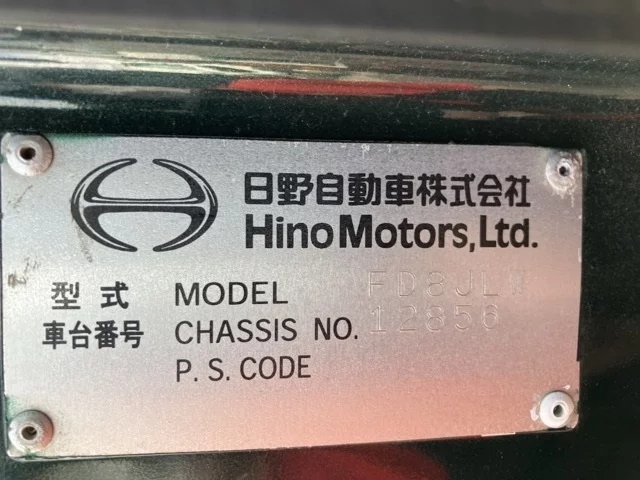 日野自動車株式会社
Hino Motors, Ltd.
型式 MODEL FD8JL
車台番号 CHASSIS NO. 12856
P. S. CODE